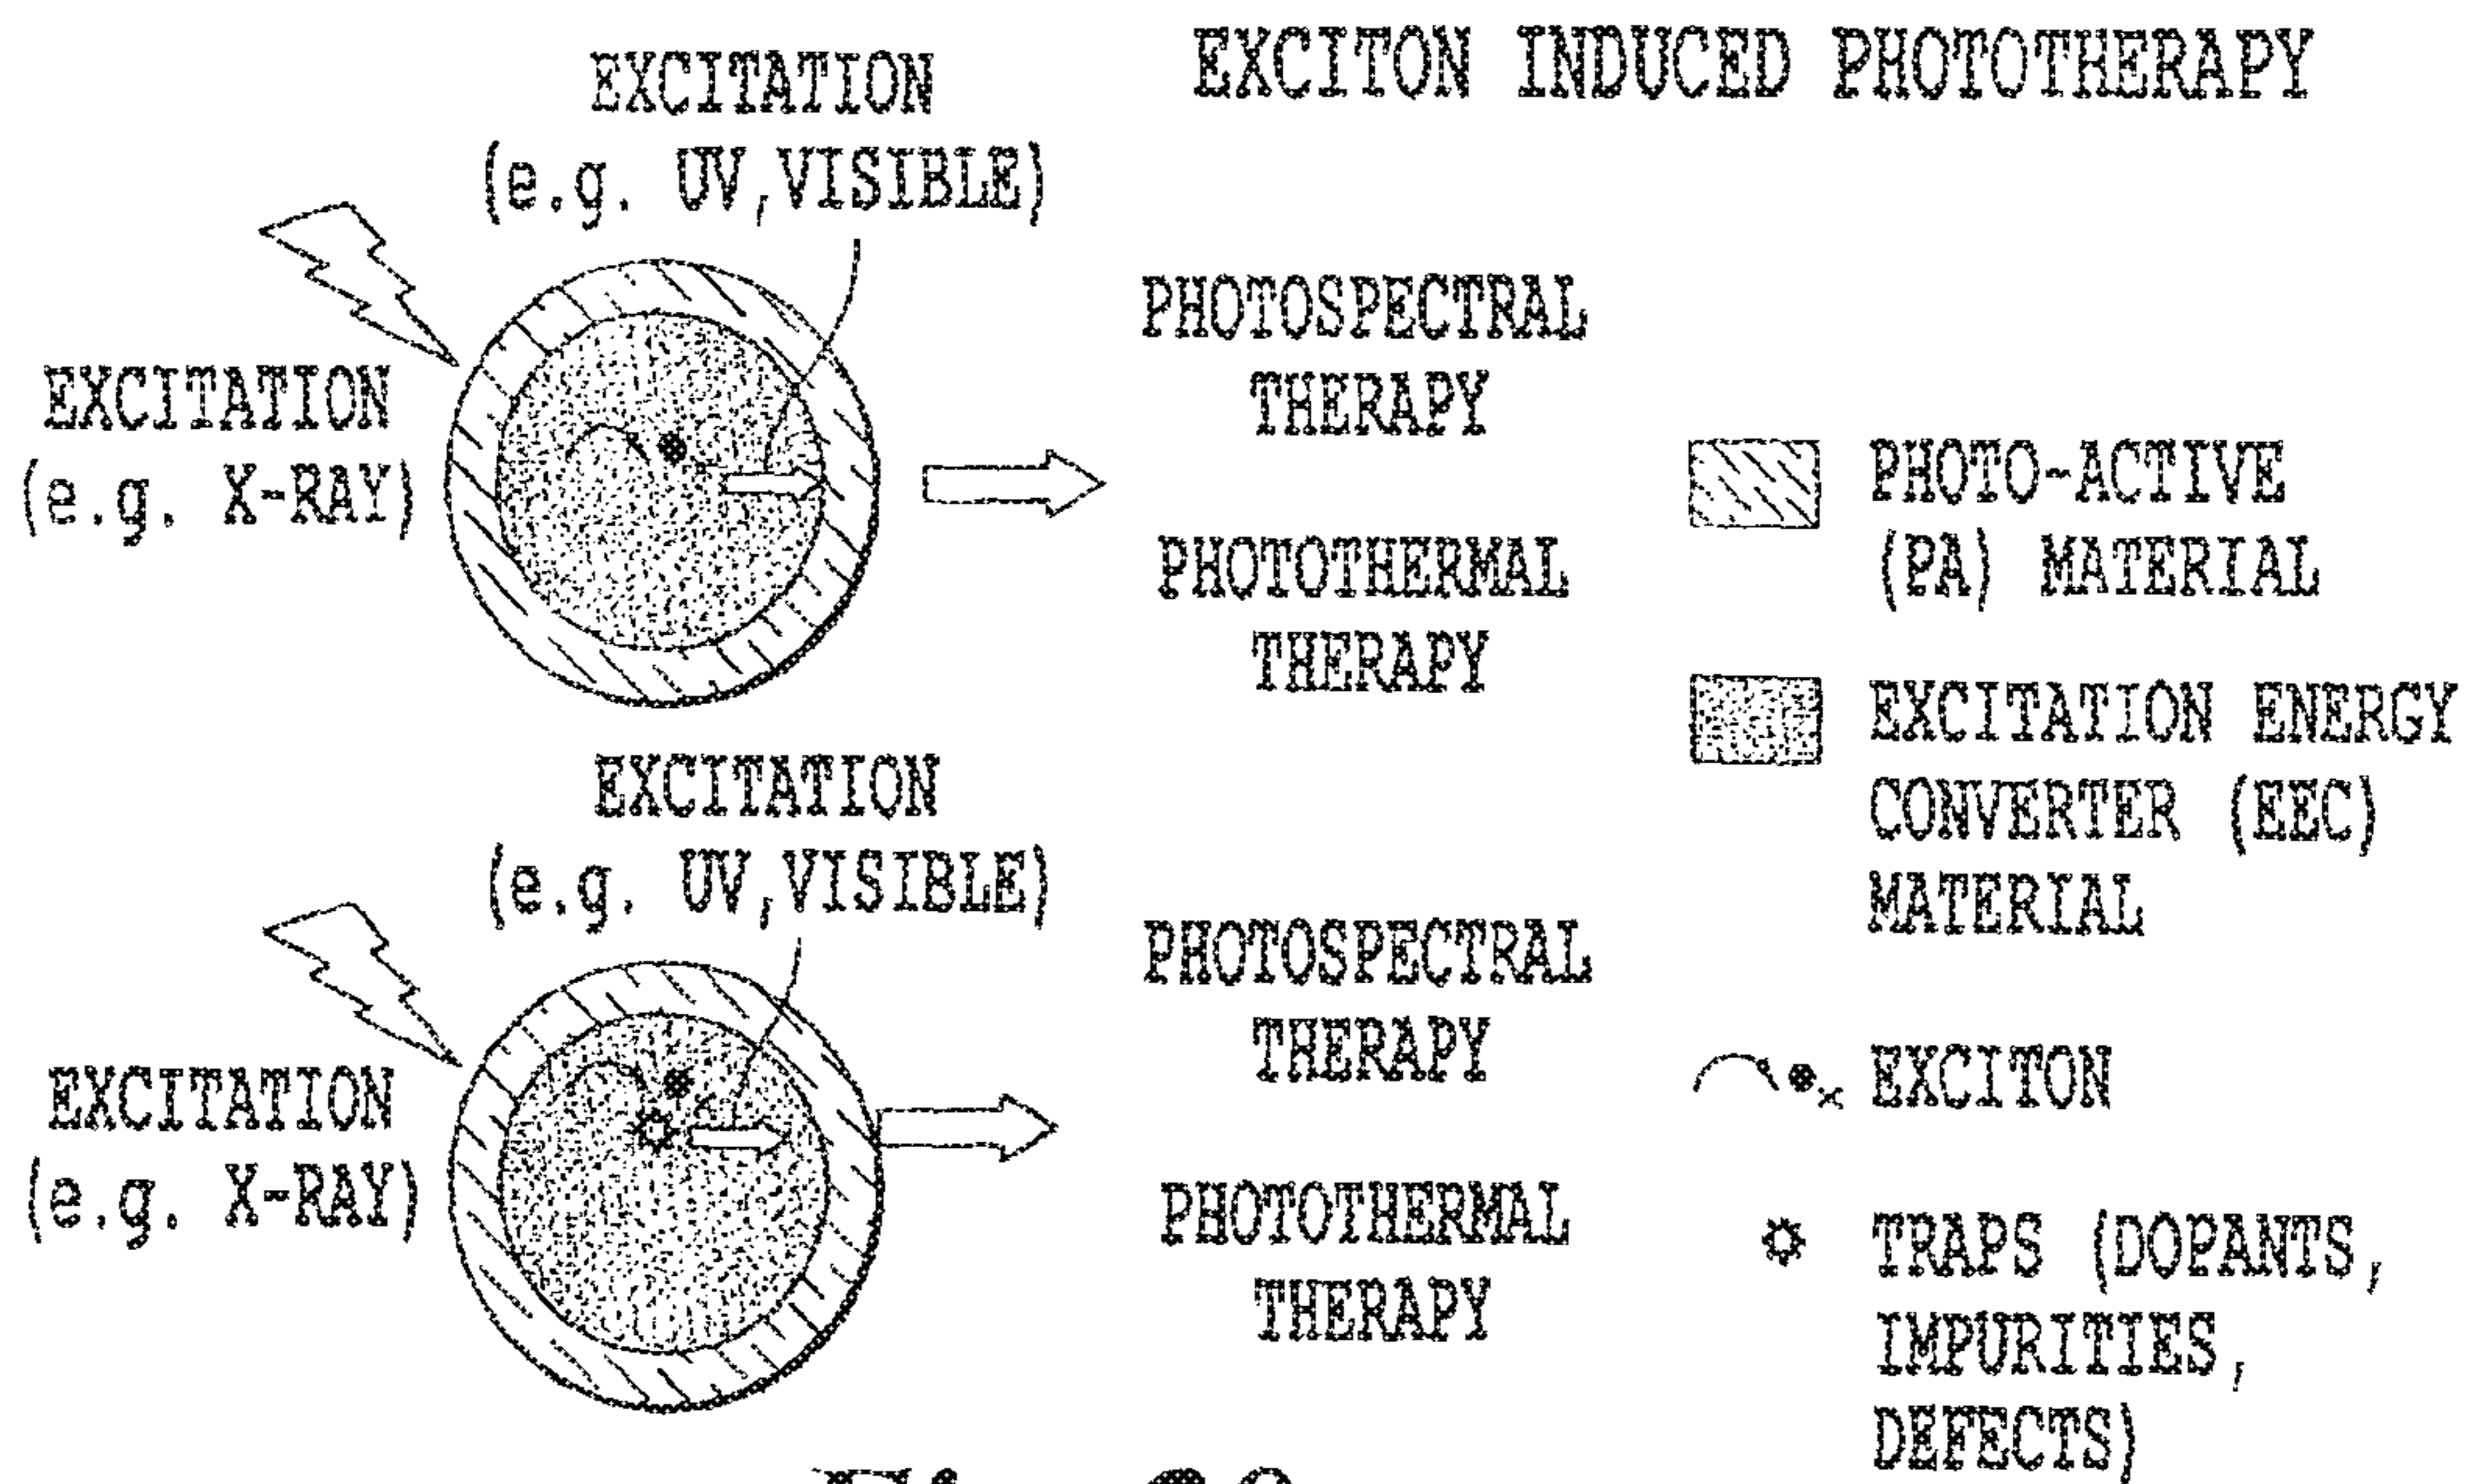 EXCITON INDUCED PHOTOTHERAPY
EXCITATION
(e.g. UV,VISIBLE)
EXCITATION
(e.g. X-RAY)
PHOTOSPECTRAL
THERAPY
PHOTOTHERMAL
THERAPY
EXCITATION
(e.g. UV,VISIBLE)
EXCITATION
(e.g. X-RAY)
PHOTOSPECTRAL
THERAPY
PHOTOTHERMAL
THERAPY
PHOTO-ACTIVE
(PA) MATERIAL
EXCITATION ENERGY
CONVERTER (EEC)
MATERIAL
EXCITON
TRAPS (DOPANTS,
IMPURITIES,
DEFECTS)